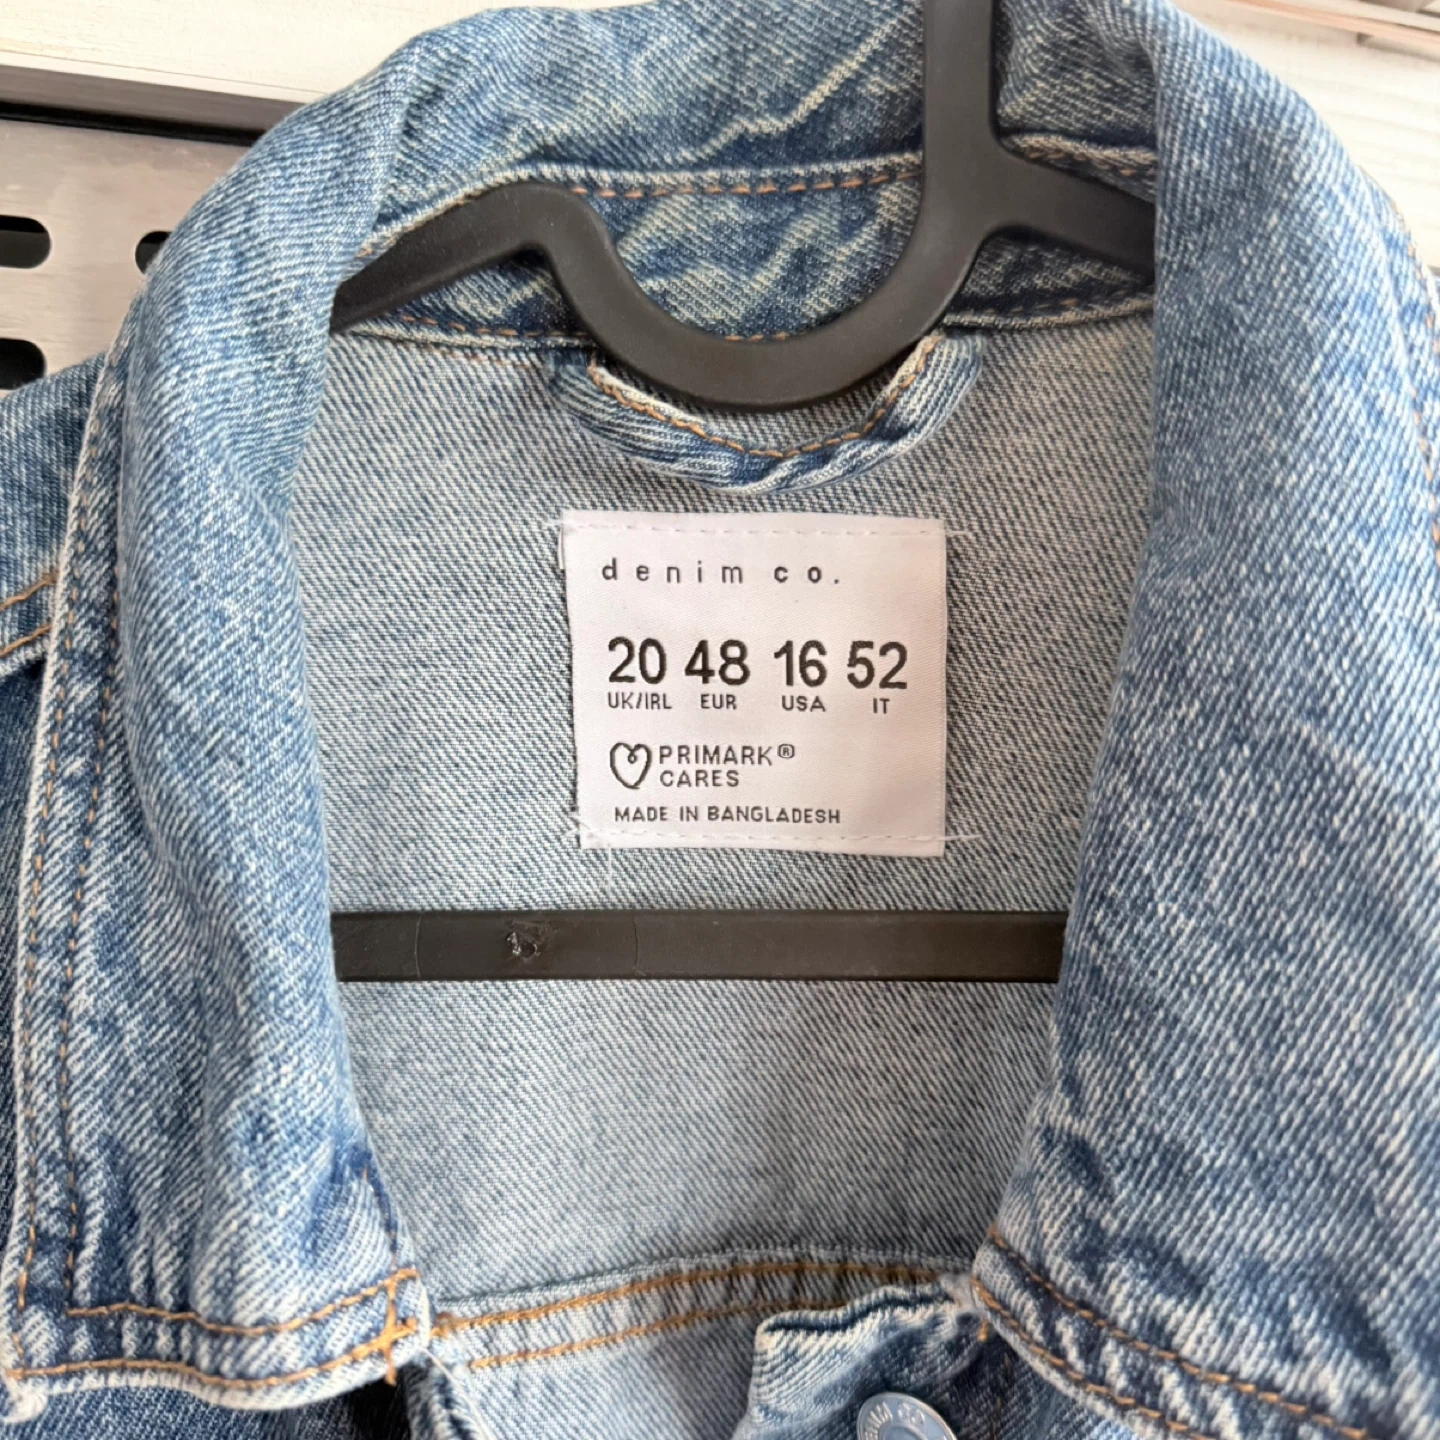 denim co.
20 48 16 52
UK/IRL EUR USA IT
PRIMARK®
CARES
MADE IN BANGLADESH